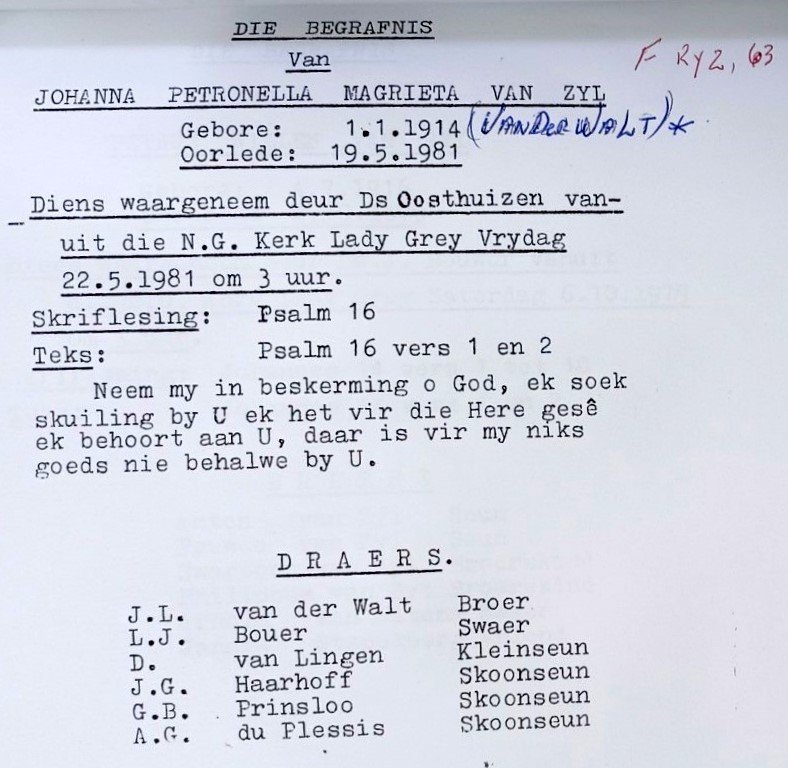 DIE BEGRAFNIS
Van
F Ry2, 63
JOHANNA PETRONELLA MAGRIETA VAN ZYL
Gebore: 1.1.1914 (VAN DER WALT)*
Oorlede: 19.5.1981
Diens waargeneem deur Ds Oosthuizen van-
uit die N.G. Kerk Lady Grey Vrydag
22.5.1981 om 3 uur.
Skriflesing: Psalm 16
Teks: Psalm 16 vers 1 en 2
Neem my in beskerming o God, ek soek
skuiling by U ek het vir die Here gesê
ek behoort aan U, daar is vir my niks
goeds nie behalwe by U.
D R A E R S.
J.L. van der Walt Broer
L.J. Bouer Swaer
D. van Lingen Kleinseun
J.G. Haarhoff Skoonseun
G.B. Prinsloo Skoonseun
A.G. du Plessis Skoonseun